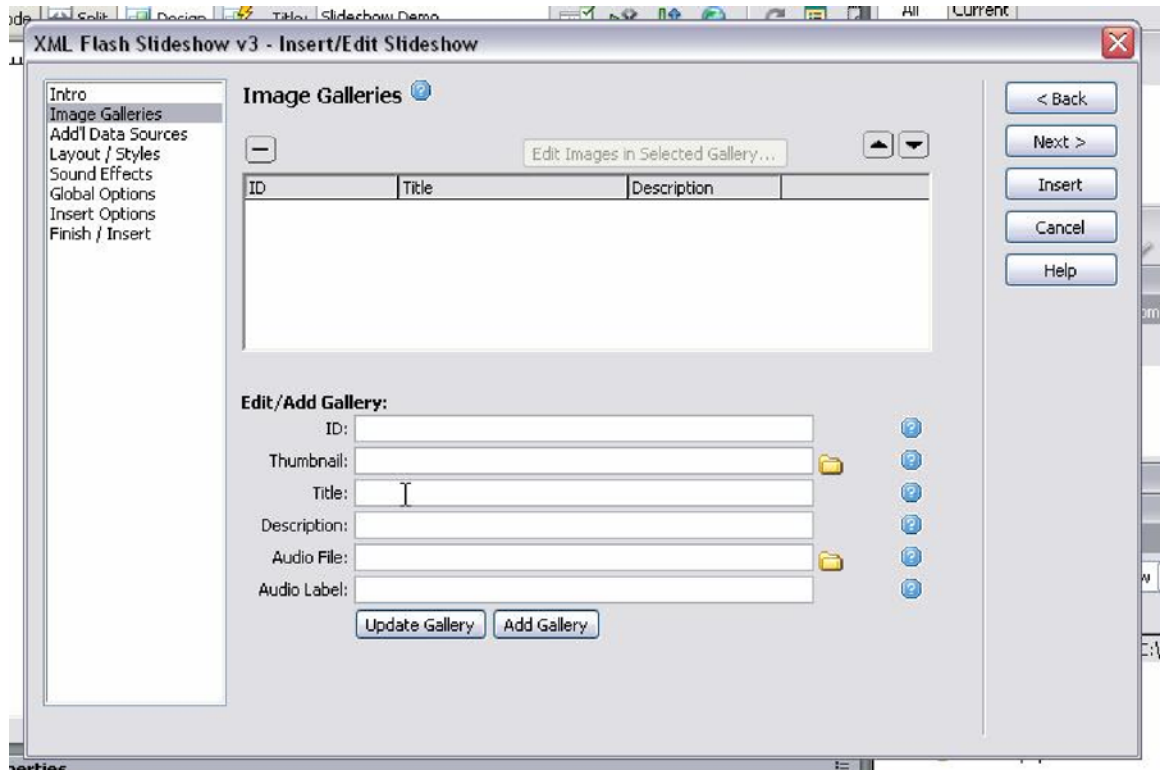 Split
Design
Title: Slideshow Demo
All
Current
XML Flash Slideshow v3 - Insert/Edit Slideshow
Intro
Image Galleries
Add'l Data Sources
Layout / Styles
Sound Effects
Global Options
Insert Options
Finish / Insert
Image Galleries
Edit Images in Selected Gallery...
ID
Title
Description
Edit/Add Gallery:
ID:
Thumbnail:
Title:
Description:
Audio File:
Audio Label:
Update Gallery
Add Gallery
< Back
Next >
Insert
Cancel
Help